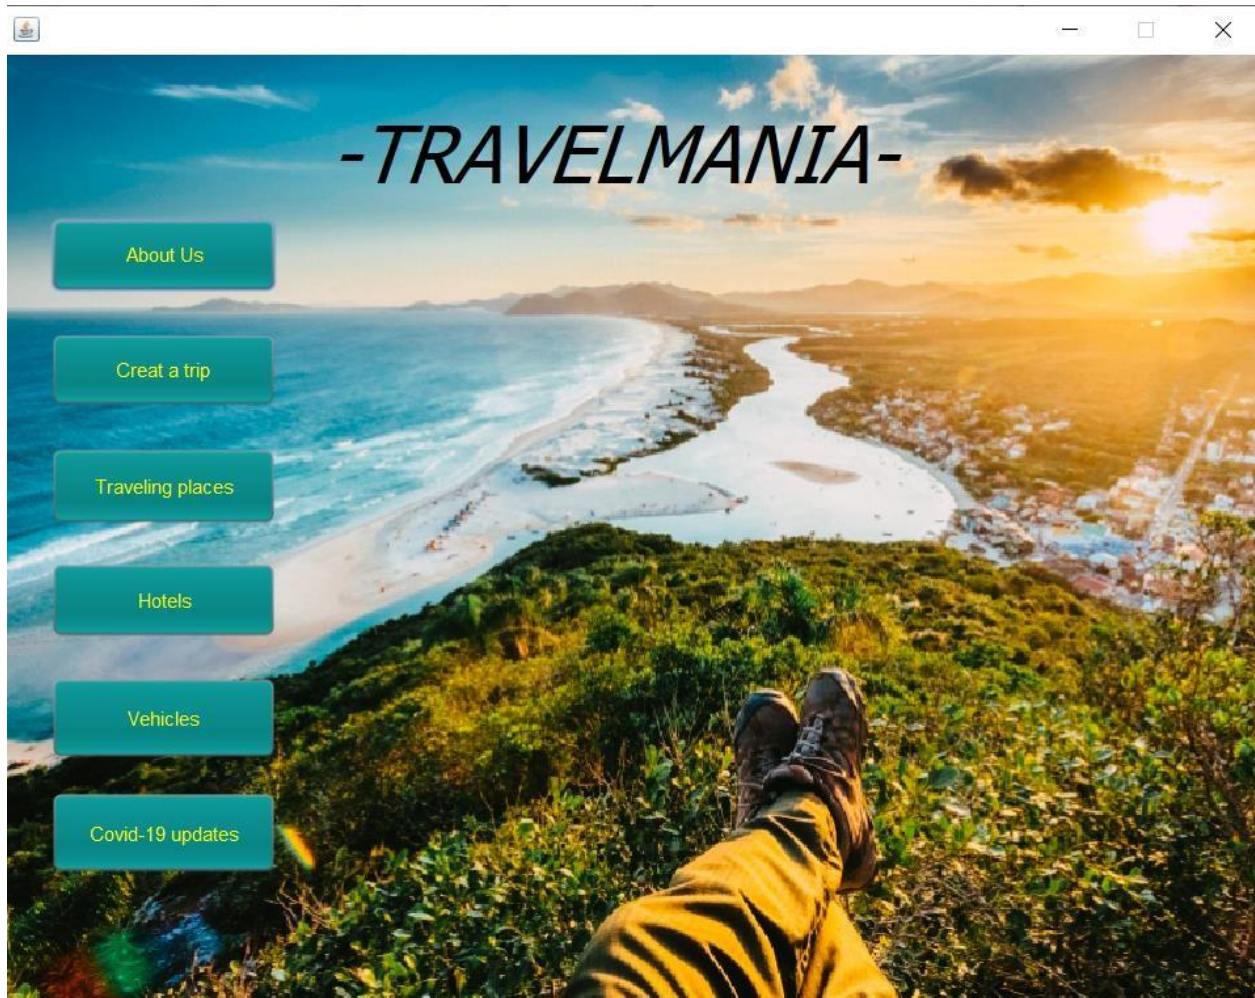 -TRAVELMANIA-
About Us
Creat a trip
Traveling places
Hotels
Vehicles
Covid-19 updates